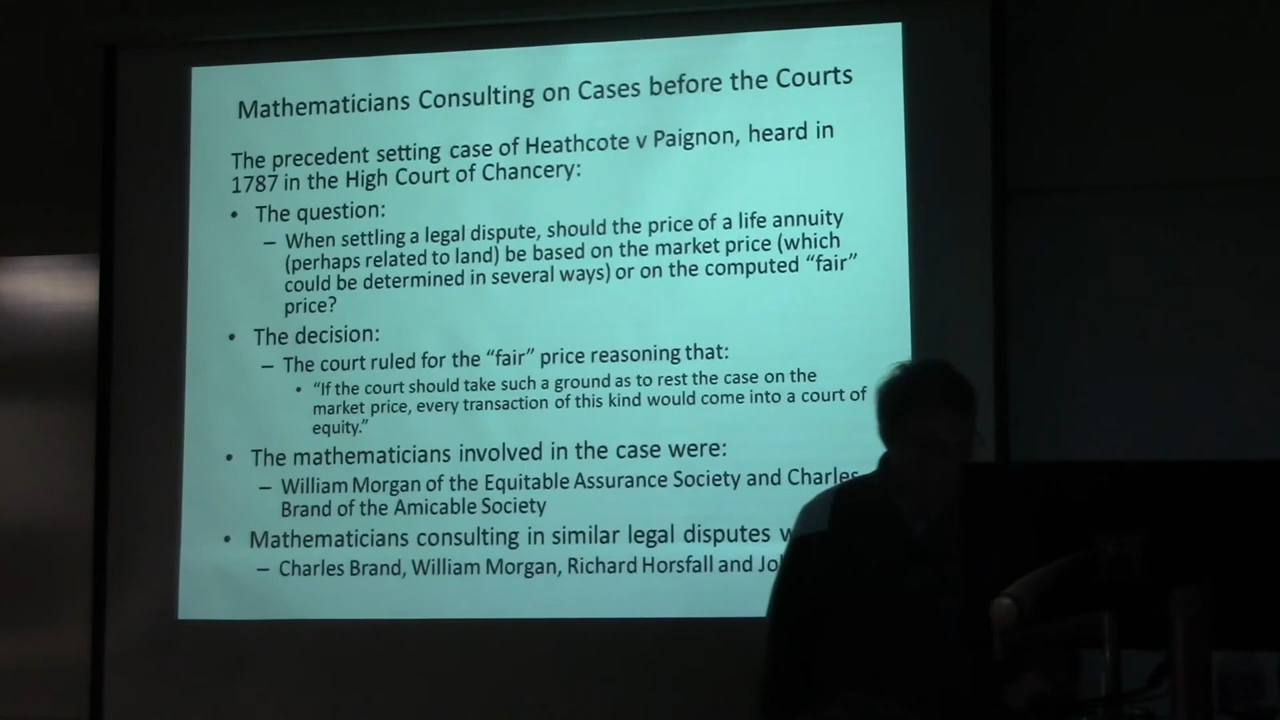 Mathematicians Consulting on Cases before the Courts
The precedent setting case of Heathcote v Paignon, heard in
1787 in the High Court of Chancery:
• The question:
– When settling a legal dispute, should the price of a life annuity
(perhaps related to land) be based on the market price (which
could be determined in several ways) or on the computed “fair”
price?
• The decision:
– The court ruled for the “fair” price reasoning that:
• “If the court should take such a ground as to rest the case on the
market price, every transaction of this kind would come into a court of
equity.”
• The mathematicians involved in the case were:
– William Morgan of the Equitable Assurance Society and Charles
Brand of the Amicable Society
• Mathematicians consulting in similar legal disputes
– Charles Brand, William Morgan, Richard Horsfall and